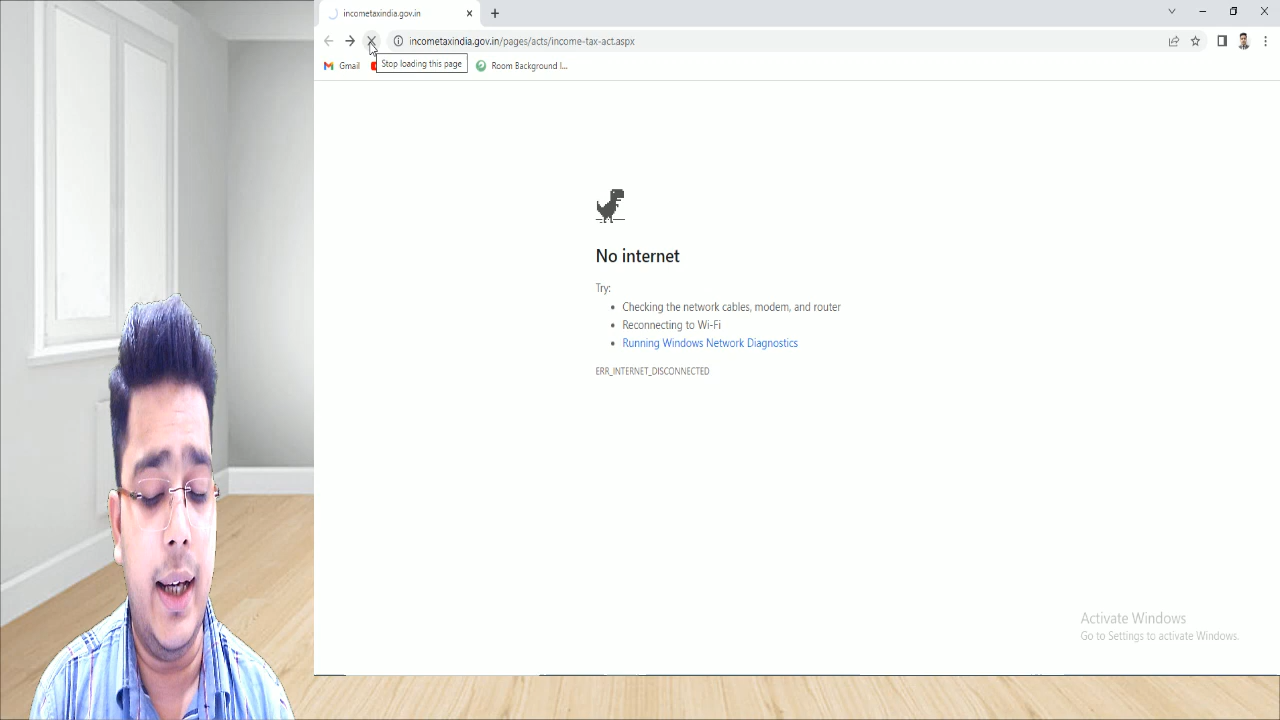 incometaxindia.gov.in
incometaxindia.gov.in/pages/acts/income-tax-act.aspx
Gmail
Stop loading this page
Room Background I...
No internet
Try:
Checking the network cables, modem, and router
Reconnecting to Wi-Fi
Running Windows Network Diagnostics
ERR_INTERNET_DISCONNECTED
Activate Windows
Go to Settings to activate Windows.